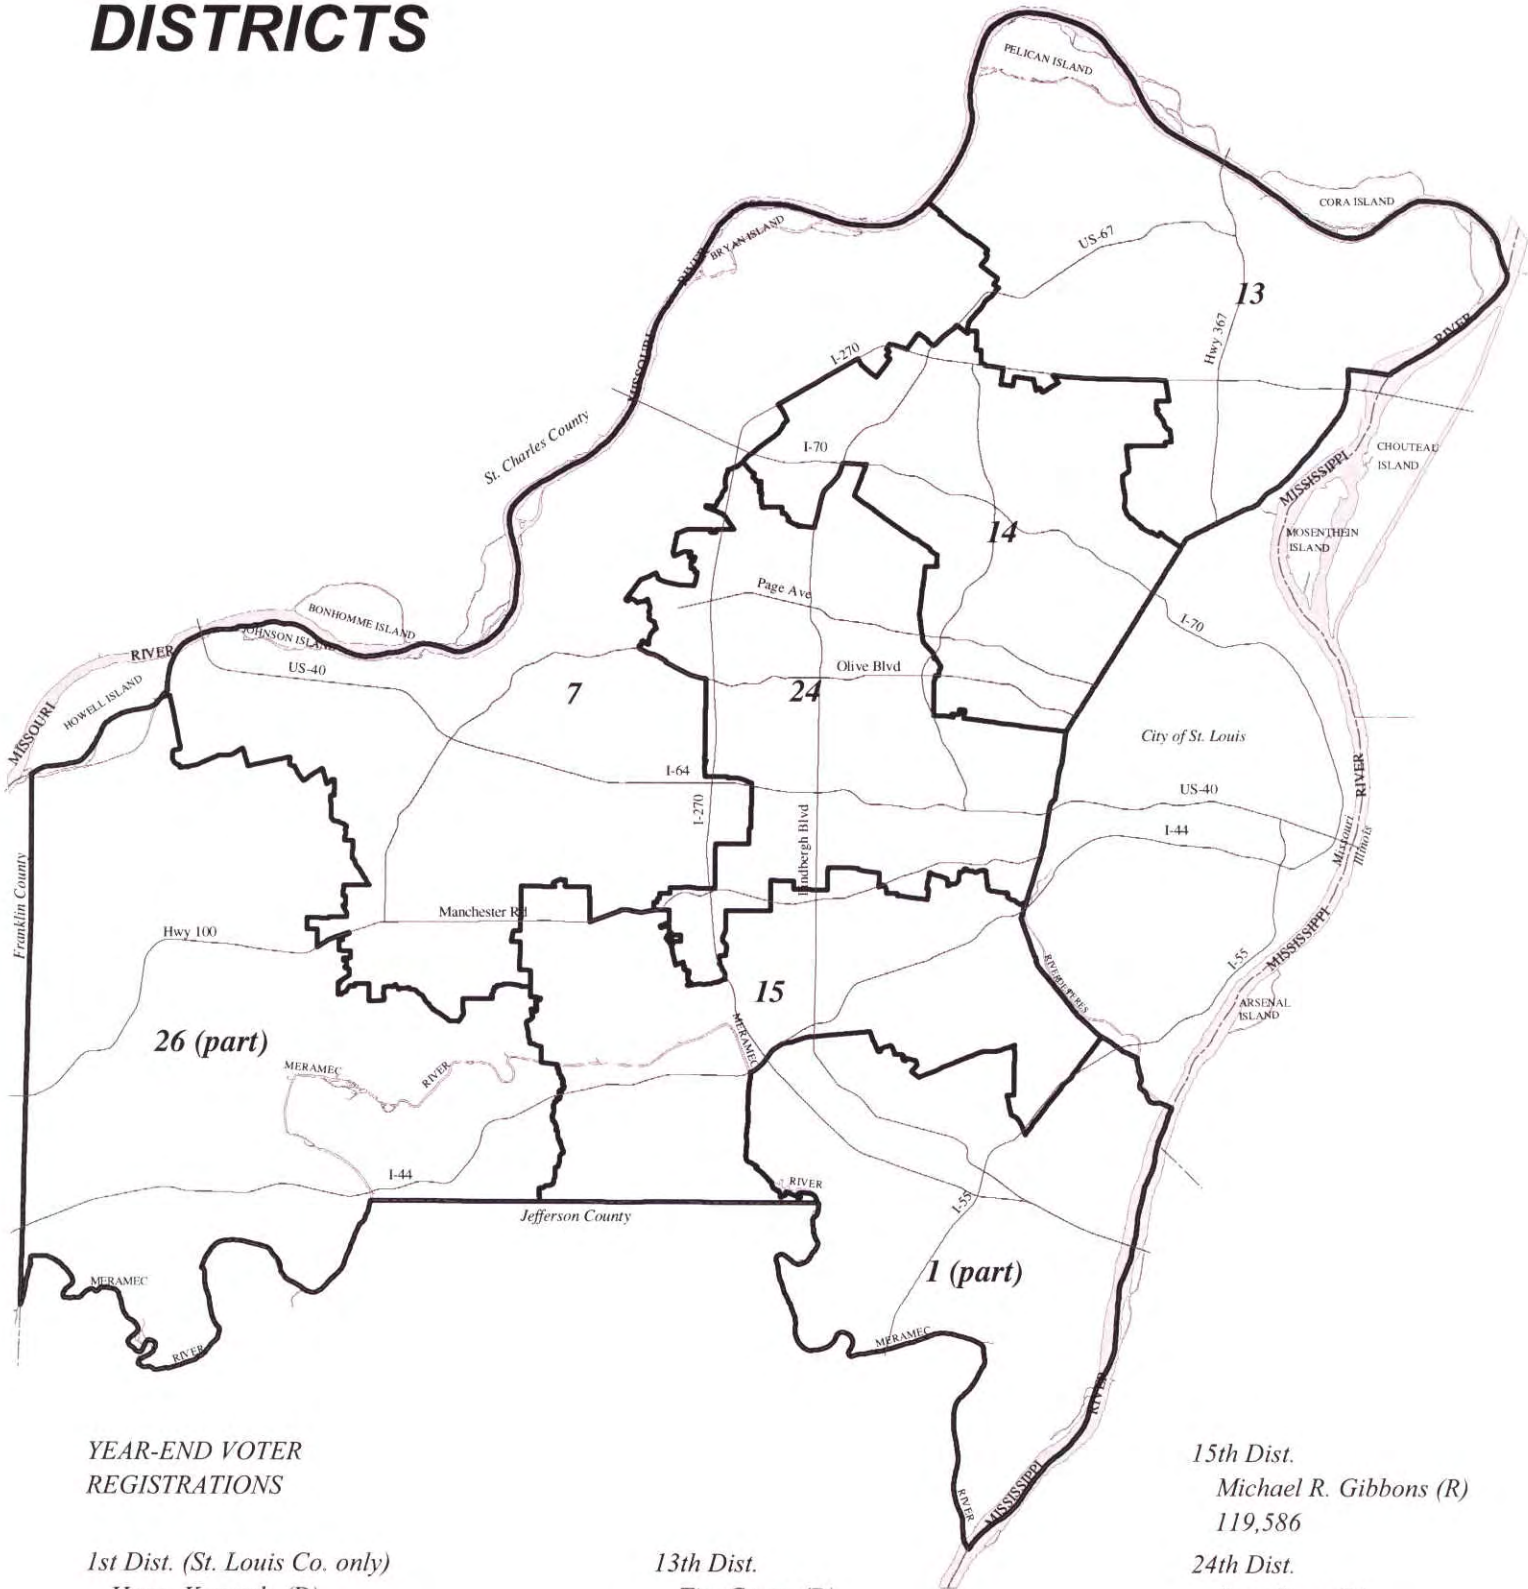 DISTRICTS
PELICAN ISLAND
CORA ISLAND
US-67
BRYAN ISLAND
RIVER
13
Hwy 367
RIVER
I-270
MISSOURI
St. Charles County
I-70
CHOUTEAU
ISLAND
MISSISSIPPI
14
MOSENTHEIN
ISLAND
Page Ave
BONHOMME ISLAND
JOHNSON ISLAND
I-70
RIVER
US-40
Olive Blvd
HOWELL ISLAND
7
24
MISSOURI
City of St. Louis
I-64
RIVER
US-40
I-270
Lindbergh Blvd
I-44
Missouri
Illinois
Franklin County
Manchester Rd
Hwy 100
MISSISSIPPI
I-55
RIVER DES PERES
15
ARSENAL
ISLAND
MERAMEC
26 (part)
MERAMEC
RIVER
I-44
RIVER
I-55
Jefferson County
1 (part)
MERAMEC
MERAMEC
RIVER
RIVER
MISSISSIPPI
RIVER
YEAR-END VOTER
REGISTRATIONS
15th Dist.
Michael R. Gibbons (R)
119,586
1st Dist. (St. Louis Co. only)
13th Dist.
24th Dist.